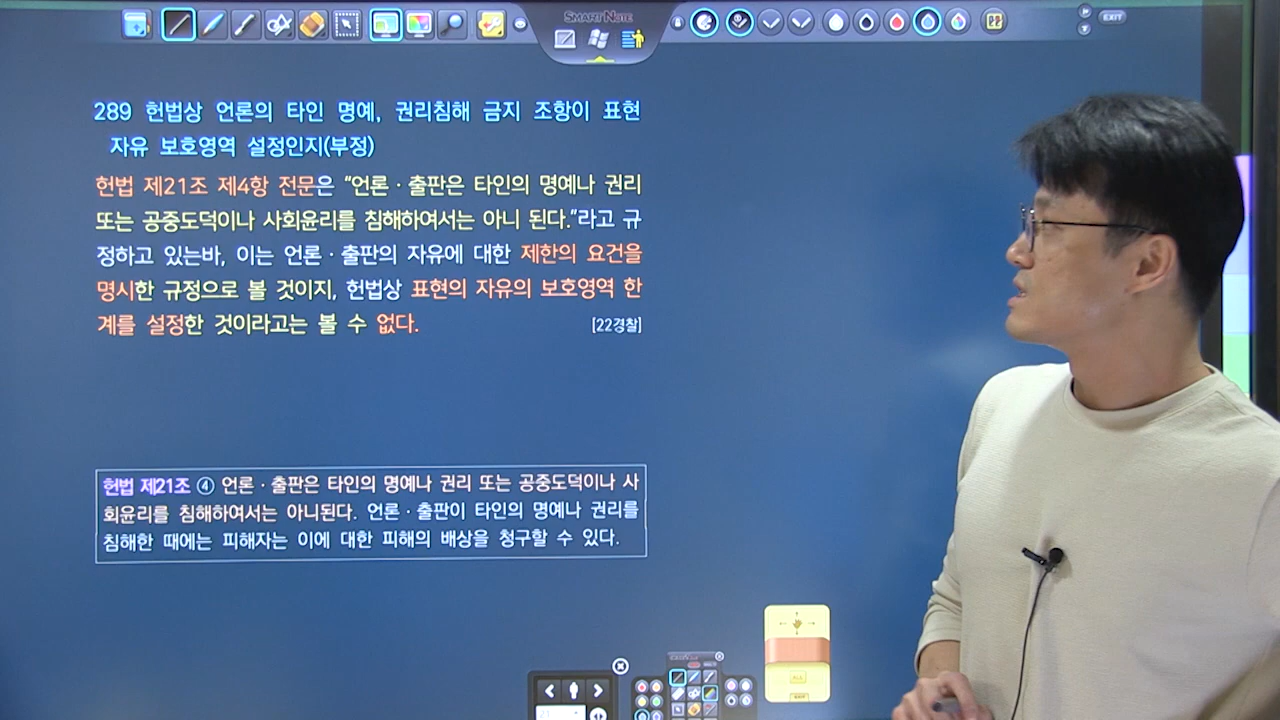 SMART NOTE
EXIT
289 헌법상 언론의 타인 명예, 권리침해 금지 조항이 표현
자유 보호영역 설정인지(부정)
헌법 제21조 제4항 전문은 “언론 · 출판은 타인의 명예나 권리
또는 공중도덕이나 사회윤리를 침해하여서는 아니 된다.”라고 규
정하고 있는바, 이는 언론 · 출판의 자유에 대한 제한의 요건을
명시한 규정으로 볼 것이지, 헌법상 표현의 자유의 보호영역 한
계를 설정한 것이라고는 볼 수 없다.
[22경찰]
헌법 제21조 ④ 언론 · 출판은 타인의 명예나 권리 또는 공중도덕이나 사
회윤리를 침해하여서는 아니된다. 언론 · 출판이 타인의 명예나 권리를
침해한 때에는 피해자는 이에 대한 피해의 배상을 청구할 수 있다.
ALL